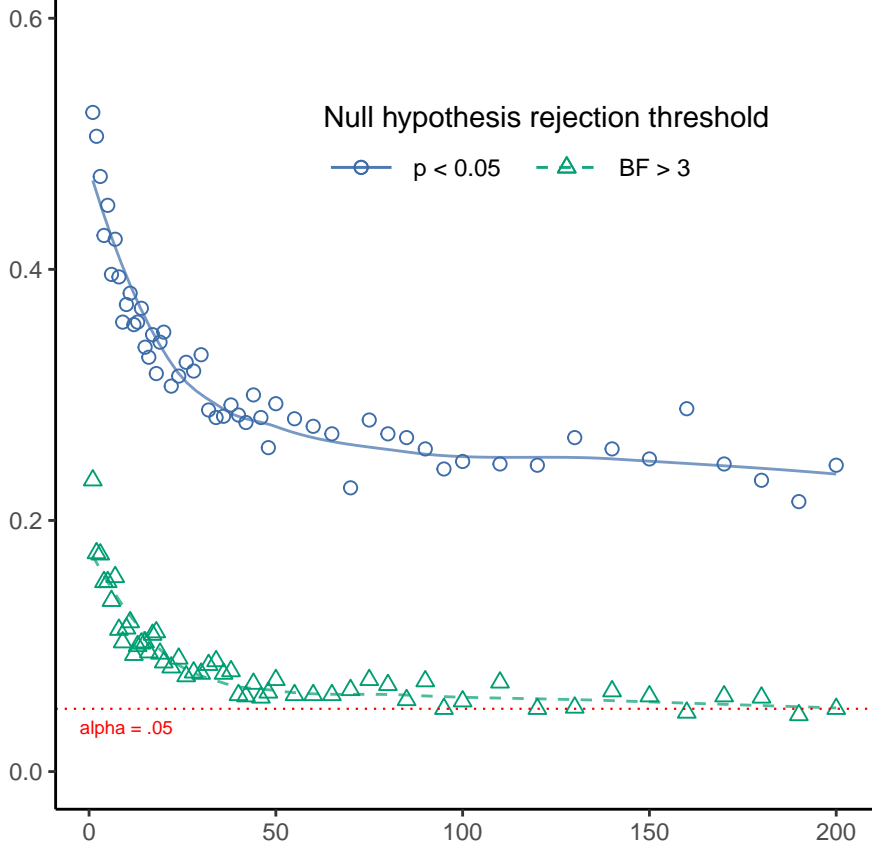 0.6
Null hypothesis rejection threshold
p < 0.05 BF > 3
0.4
0.2
alpha = .05
0.0
0 50 100 150 200